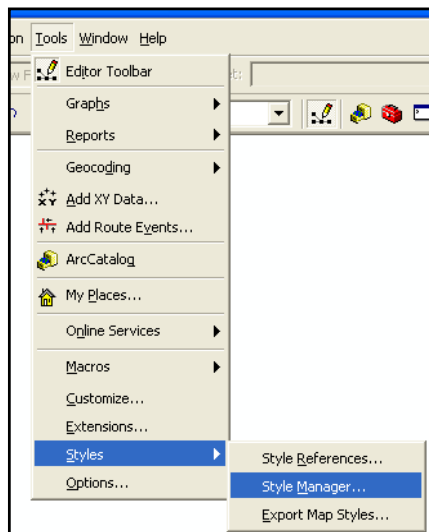 on Tools Window Help
Editor Toolbar
Graphs
Reports
Geocoding
Add XY Data...
Add Route Events...
ArcCatalog
My Places...
Online Services
Macros
Customize...
Extensions...
Styles
Options...
Style References...
Style Manager...
Export Map Styles...